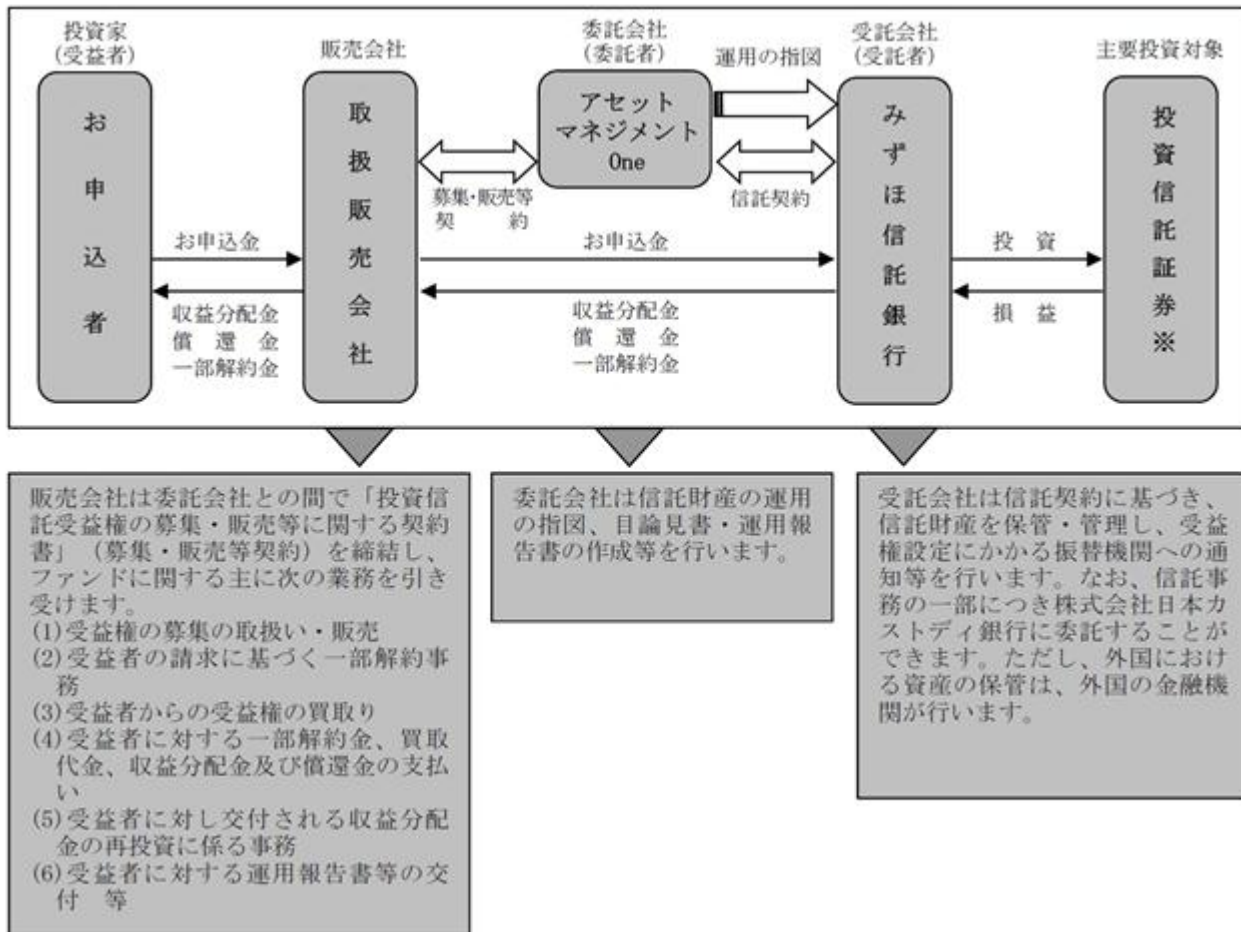 投資家
(受益者)
販売会社
委託会社
(委託者)
運用の指図
受託会社
(受託者)
主要投資対象
お申込者
取扱販売会社
アセット
マネジメント
One
みずほ信託銀行
投資信託証券※
募集・販売等
契　　約
信託契約
お申込金
お申込金
投　資
収益分配金
償　還　金
一部解約金
収益分配金
償　還　金
一部解約金
損　益
販売会社は委託会社との間で「投資信
託受益権の募集・販売等に関する契約
書」（募集・販売等契約）を締結し、
ファンドに関する主に次の業務を引き
受けます。
(1)受益権の募集の取扱い・販売
(2)受益者の請求に基づく一部解約事
務
(3)受益者からの受益権の買取り
(4)受益者に対する一部解約金、買取
代金、収益分配金及び償還金の支払
い
(5)受益者に対し交付される収益分配
金の再投資に係る事務
(6)受益者に対する運用報告書等の交
付　等
委託会社は信託財産の運用
の指図、目論見書・運用報
告書の作成等を行います。
受託会社は信託契約に基づき、
信託財産を保管・管理し、受益
権設定にかかる振替機関への通
知等を行います。なお、信託事
務の一部につき株式会社日本カ
ストディ銀行に委託することが
できます。ただし、外国におけ
る資産の保管は、外国の金融機
関が行います。